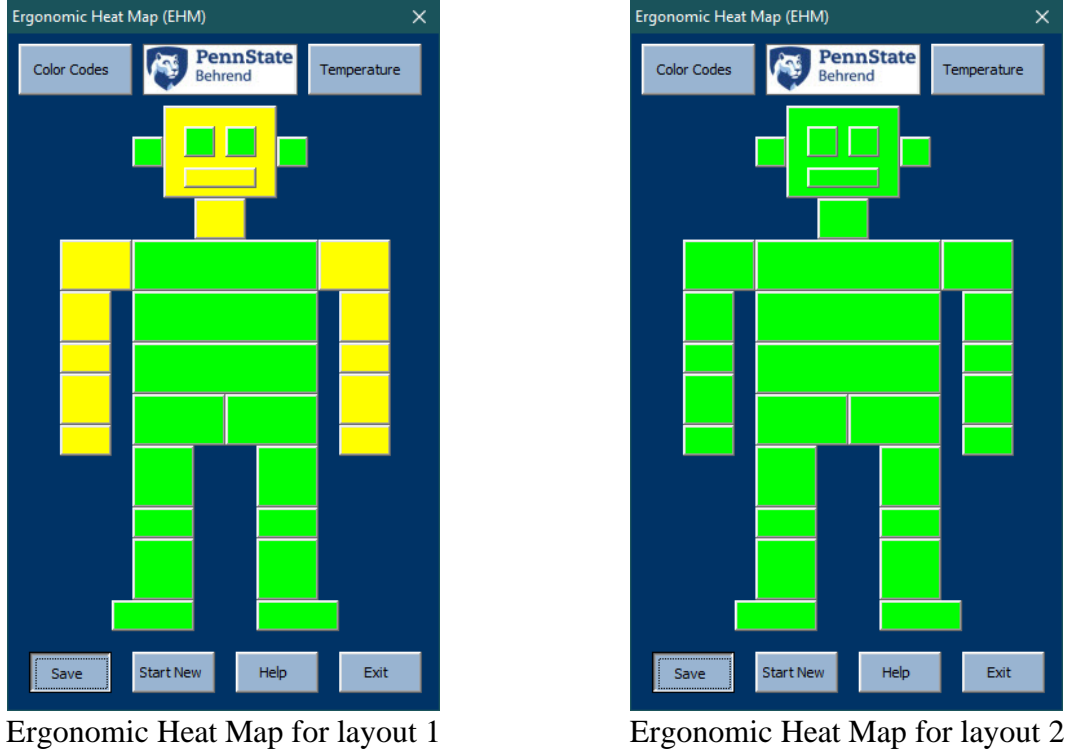 Ergonomic Heat Map (EHM)
Color Codes
PennState
Behrend
Temperature
Save
Start New
Help
Exit
Ergonomic Heat Map for layout 1
Ergonomic Heat Map (EHM)
Color Codes
PennState
Behrend
Temperature
Save
Start New
Help
Exit
Ergonomic Heat Map for layout 2